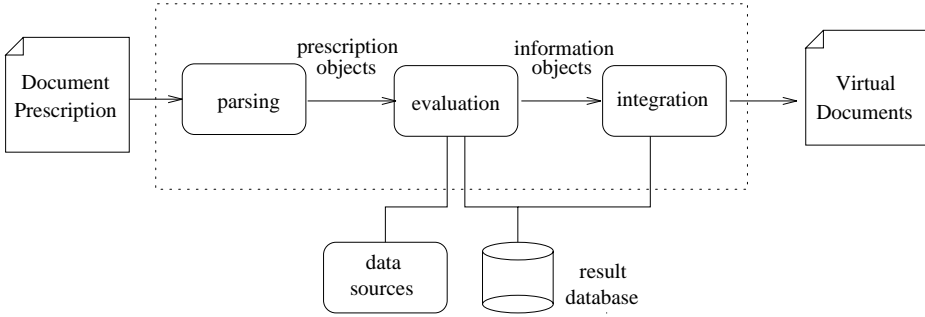 Document
Prescription
parsing
prescription
objects
evaluation
information
objects
integration
Virtual
Documents
data
sources
result
database